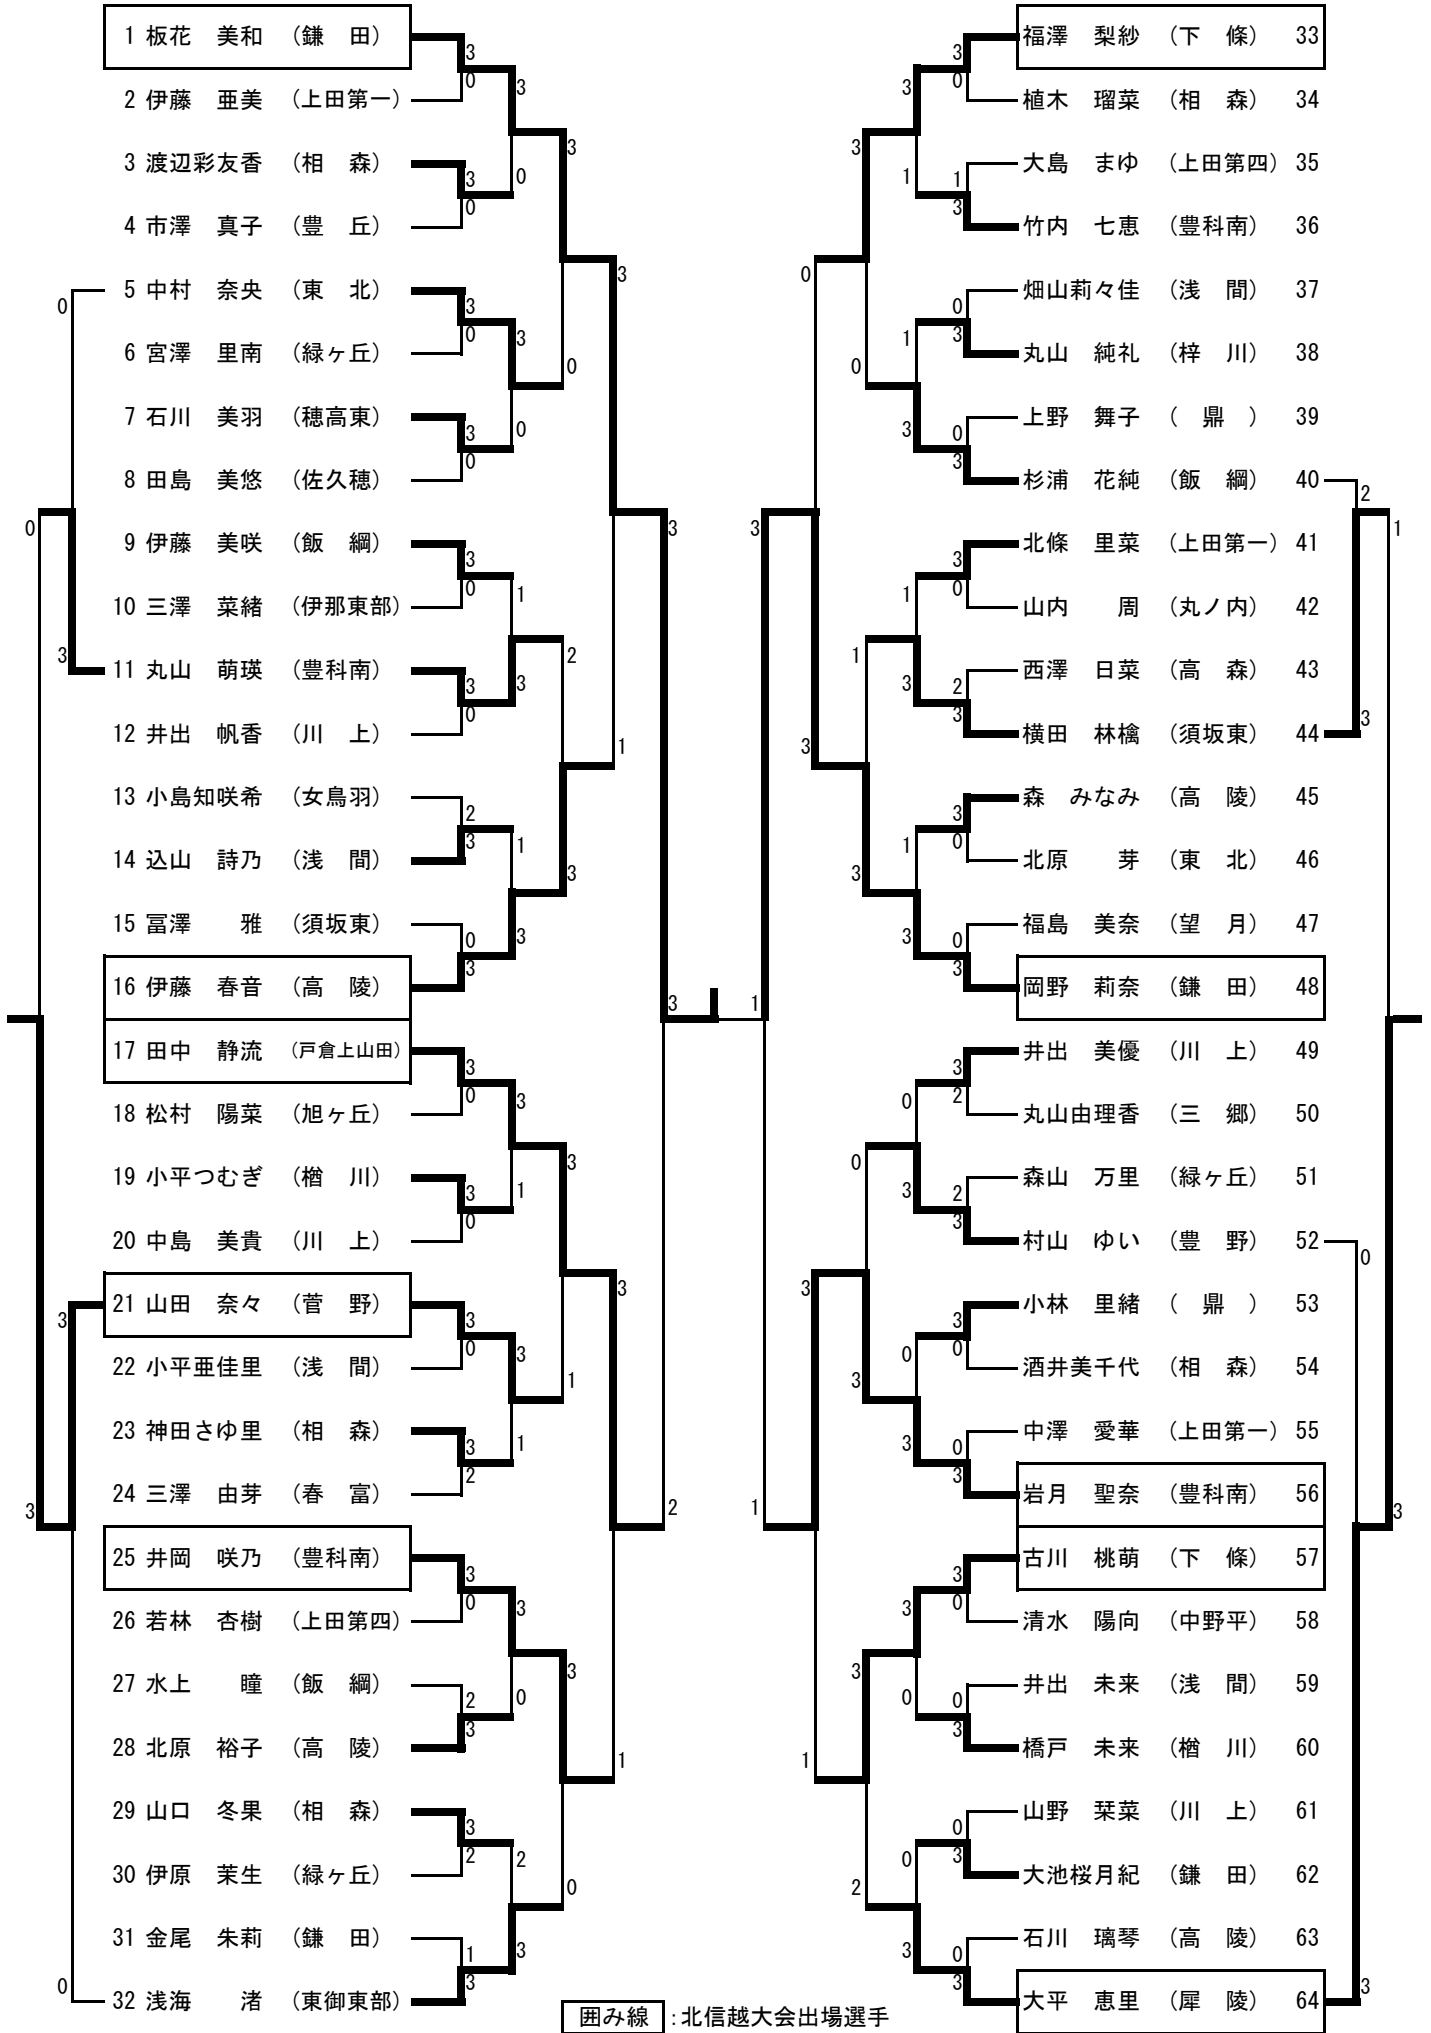 1 板花 美和 （鎌 田）
2 伊藤 亜美 （上田第一）
3 渡辺彩友香 （相 森）
4 市澤 真子 （豊 丘）
5 中村 奈央 （東 北）
6 宮澤 里南 （緑ヶ丘）
7 石川 美羽 （穂高東）
8 田島 美悠 （佐久穂）
9 伊藤 美咲 （飯 綱）
10 三澤 菜緒 （伊那東部）
11 丸山 萌瑛 （豊科南）
12 井出 帆香 （川 上）
13 小島知咲希 （女鳥羽）
14 込山 詩乃 （浅 間）
15 冨澤 雅 （須坂東）
16 伊藤 春音 （高 陵）
17 田中 静流 （戸倉上山田）
18 松村 陽菜 （旭ヶ丘）
19 小平つむぎ （楢 川）
20 中島 美貴 （川 上）
21 山田 奈々 （菅 野）
22 小平亜佳里 （浅 間）
23 神田さゆ里 （相 森）
24 三澤 由芽 （春 富）
25 井岡 咲乃 （豊科南）
26 若林 杏樹 （上田第四）
27 水上 瞳 （飯 綱）
28 北原 裕子 （高 陵）
29 山口 冬果 （相 森）
30 伊原 茉生 （緑ヶ丘）
31 金尾 朱莉 （鎌 田）
32 浅海 渚 （東御東部）
福澤 梨紗 （下 條） 33
植木 瑠菜 （相 森） 34
大島 まゆ （上田第四） 35
竹内 七恵 （豊科南） 36
畑山莉々佳 （浅 間） 37
丸山 純礼 （梓 川） 38
上野 舞子 （ 鼎 ） 39
杉浦 花純 （飯 綱） 40
北條 里菜 （上田第一） 41
山内 周 （丸ノ内） 42
西澤 日菜 （高 森） 43
横田 林檎 （須坂東） 44
森 みなみ （高 陵） 45
北原 芽 （東 北） 46
福島 美奈 （望 月） 47
岡野 莉奈 （鎌 田） 48
井出 美優 （川 上） 49
丸山由理香 （三 郷） 50
森山 万里 （緑ヶ丘） 51
村山 ゆい （豊 野） 52
小林 里緒 （ 鼎 ） 53
酒井美千代 （相 森） 54
中澤 愛華 （上田第一） 55
岩月 聖奈 （豊科南） 56
古川 桃萌 （下 條） 57
清水 陽向 （中野平） 58
井出 未来 （浅 間） 59
橋戸 未来 （楢 川） 60
山野 栞菜 （川 上） 61
大池桜月紀 （鎌 田） 62
石川 璃琴 （高 陵） 63
大平 恵里 （犀 陵） 64
囲み線 ：北信越大会出場選手